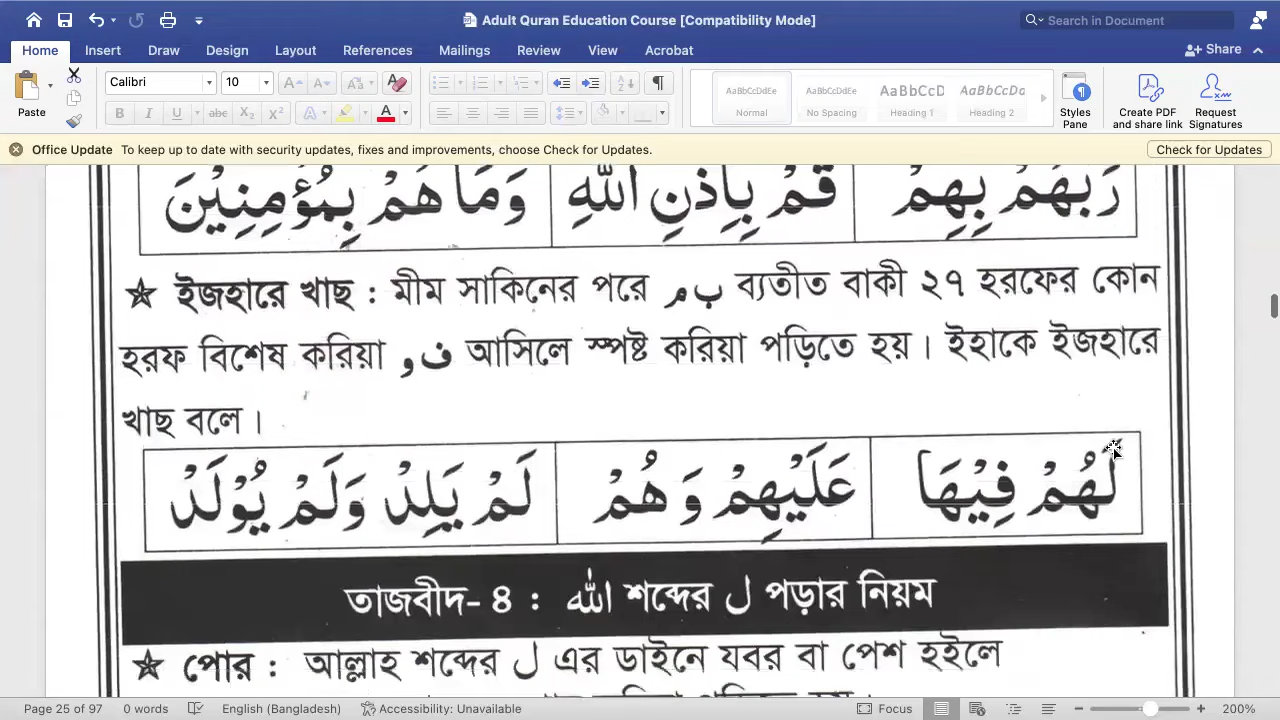 Adult Quran Education Course [Compatibility Mode]
Search in Document
Home Insert Draw Design Layout References Mailings Review View Acrobat
Share
Paste
Calibri
10
AaBbCcDdEe
Normal
AaBbCcDdEe
No Spacing
AaBbCcD
Heading 1
AaBbCcDc
Heading 2
Styles Pane
Create PDF and share link
Request Signatures
Office Update To keep up to date with security updates, fixes and improvements, choose Check for Updates.
Check for Updates
رَبَّهُمْ بِهِمْ
قُمْ بِاِذْنِ اللّٰهِ
وَمَا هُمْ بِمُؤْمِنِيْنَ
☆ ইজহারে খাছ : মীম সাকিনের পরে ب م ব্যতীত বাকী ২৭ হরফের কোন
হরফ বিশেষ করিয়া ف و আসিলে স্পষ্ট করিয়া পড়িতে হয়। ইহাকে ইজহারে
খাছ বলে।
لَهُمْ فِيْهَا
عَلَيْهِمْ وَ هُمْ
لَمْ يَلِدْ وَلَمْ يُوْلَدْ
তাজবীদ- ৪ : اللّٰه শব্দের ل পড়ার নিয়ম
☆ পোর : আল্লাহ শব্দের ل এর ডাইনে যবর বা পেশ হইলে
Page 25 of 97 0 words English (Bangladesh) Accessibility: Unavailable Focus 200%